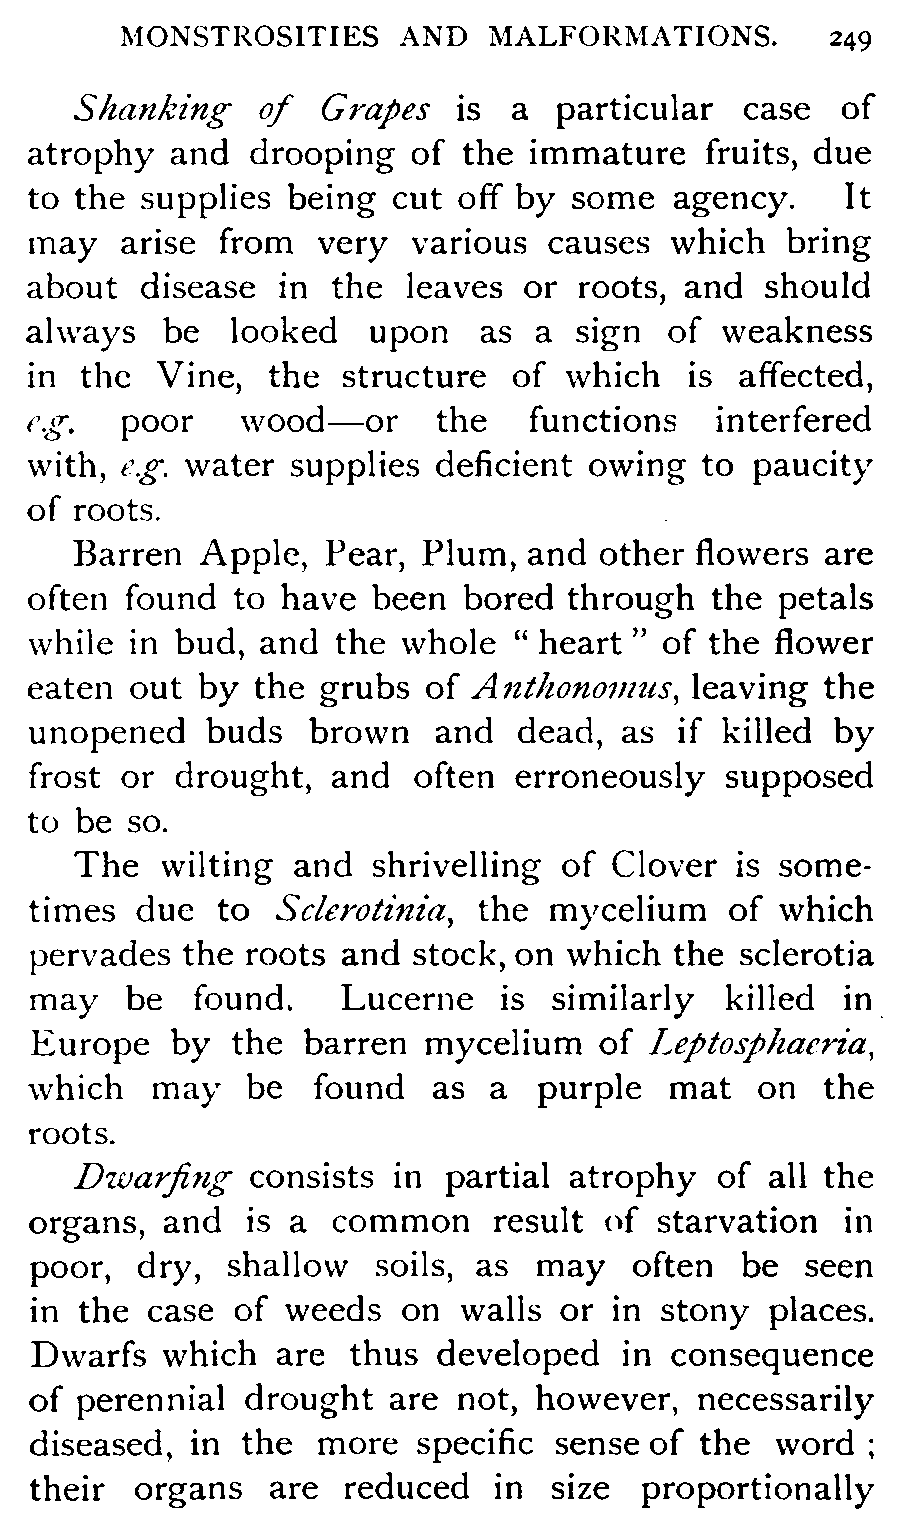 MONSTROSITIES AND MALFORMATIONS. 249
Shanking of Grapes is a particular case of
atrophy and drooping of the immature fruits, due
to the supplies being cut off by some agency. It
may arise from very various causes which bring
about disease in the leaves or roots, and should
always be looked upon as a sign of weakness
in the Vine, the structure of which is affected,
e.g. poor wood—or the functions interfered
with, e.g. water supplies deficient owing to paucity
of roots.
Barren Apple, Pear, Plum, and other flowers are
often found to have been bored through the petals
while in bud, and the whole “ heart ” of the flower
eaten out by the grubs of Anthonomus, leaving the
unopened buds brown and dead, as if killed by
frost or drought, and often erroneously supposed
to be so.
The wilting and shrivelling of Clover is some-
times due to Sclerotinia, the mycelium of which
pervades the roots and stock, on which the sclerotia
may be found. Lucerne is similarly killed in
Europe by the barren mycelium of Leptosphaeria,
which may be found as a purple mat on the
roots.
Dwarfing consists in partial atrophy of all the
organs, and is a common result of starvation in
poor, dry, shallow soils, as may often be seen
in the case of weeds on walls or in stony places.
Dwarfs which are thus developed in consequence
of perennial drought are not, however, necessarily
diseased, in the more specific sense of the word ;
their organs are reduced in size proportionally